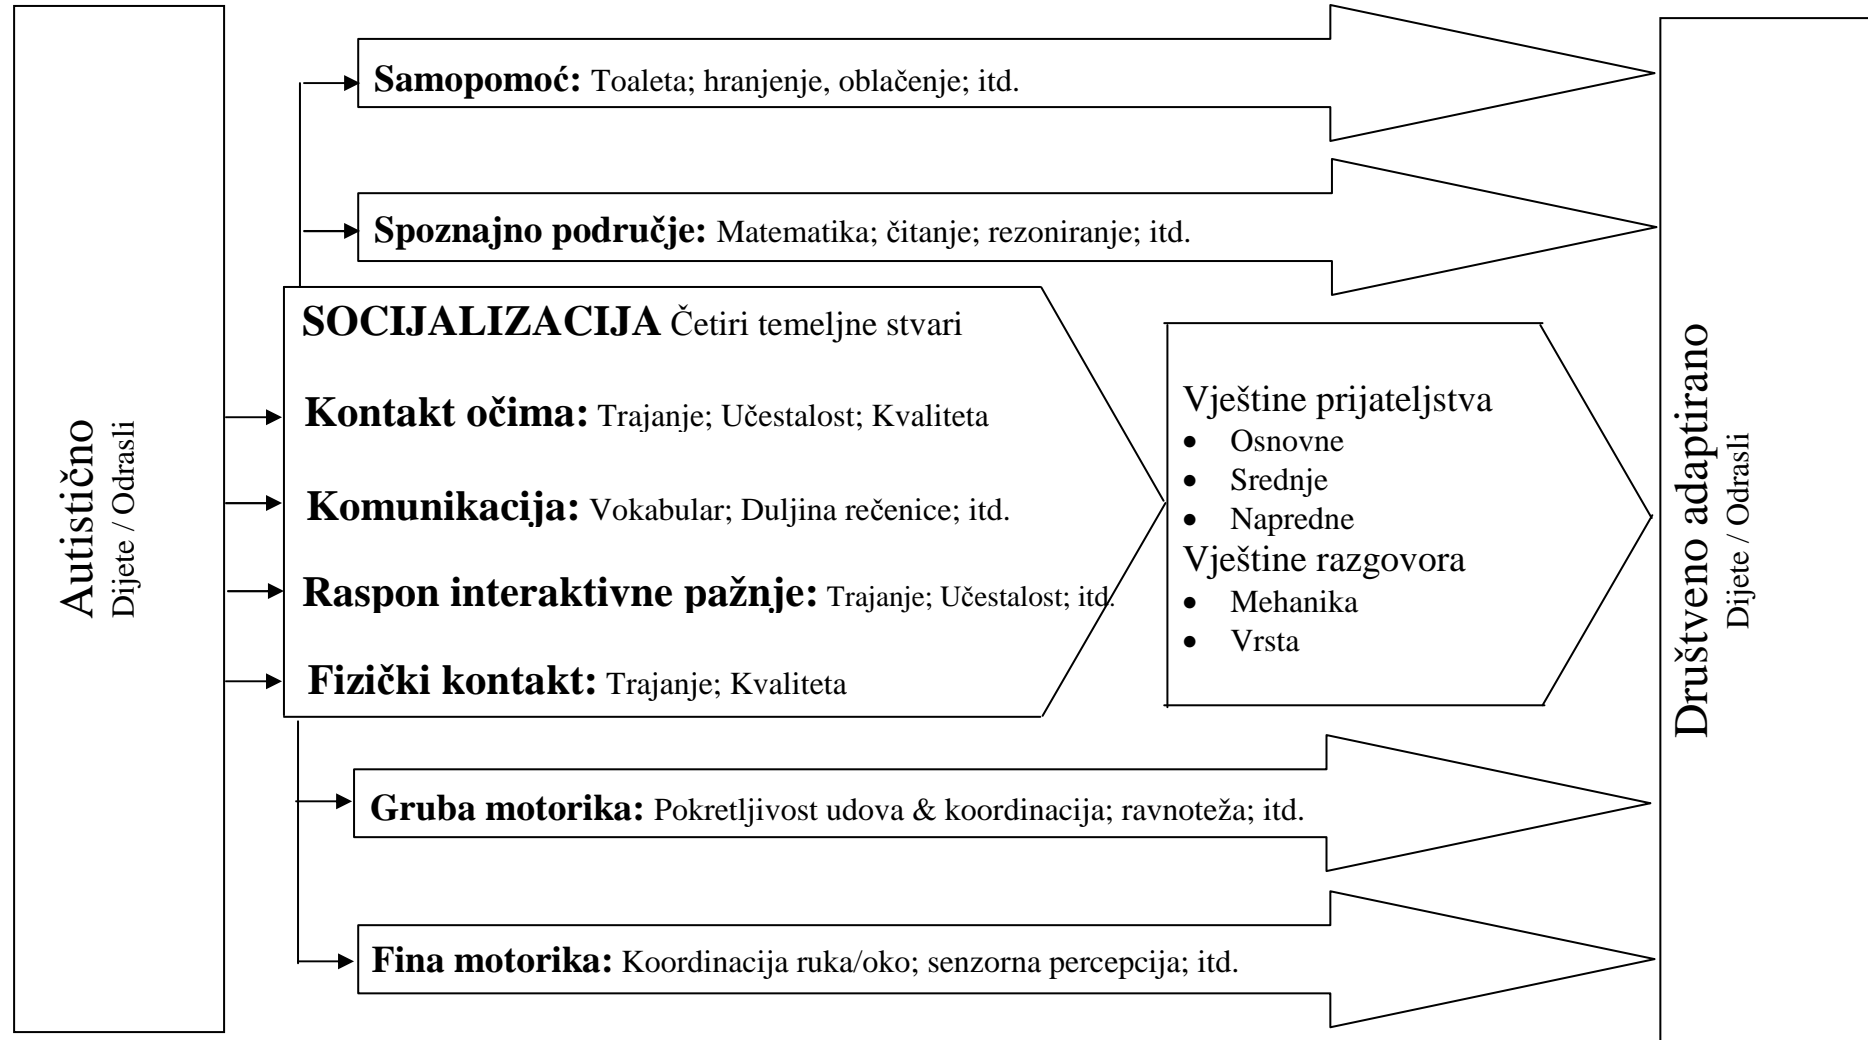 Autistično
Dijete / Odrasli
Samopomoć: Toaleta; hranjenje, oblačenje; itd.
Spoznajno područje: Matematika; čitanje; rezoniranje; itd.
SOCIJALIZACIJA Četiri temeljne stvari
Kontakt očima: Trajanje; Učestalost; Kvaliteta
Komunikacija: Vokabular; Duljina rečenice; itd.
Raspon interaktivne pažnje: Trajanje; Učestalost; itd.
Fizički kontakt: Trajanje; Kvaliteta
Vještine prijateljstva
• Osnovne
• Srednje
• Napredne
Vještine razgovora
• Mehanika
• Vrsta
Gruba motorika: Pokretljivost udova & koordinacija; ravnoteža; itd.
Fina motorika: Koordinacija ruka/oko; senzorna percepcija; itd.
Društveno adaptirano
Dijete / Odrasli